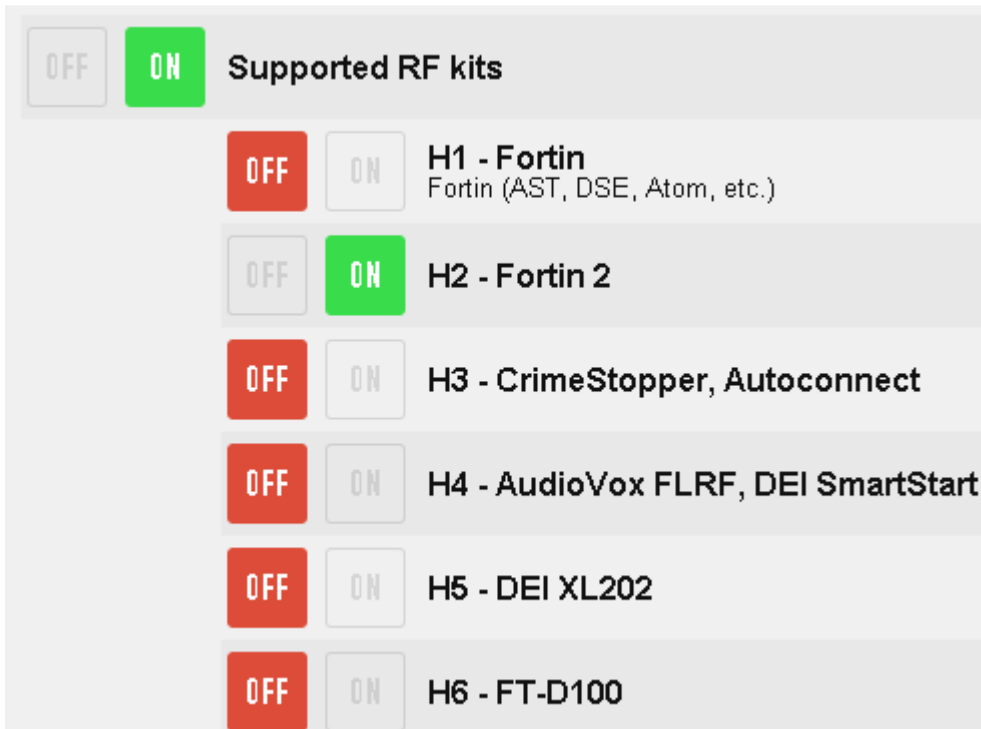 OFF ON Supported RF kits
OFF ON H1 - Fortin
Fortin (AST, DSE, Atom, etc.)
OFF ON H2 - Fortin 2
OFF ON H3 - CrimeStopper, Autoconnect
OFF ON H4 - AudioVox FLRF, DEI SmartStart
OFF ON H5 - DEI XL202
OFF ON H6 - FT-D100